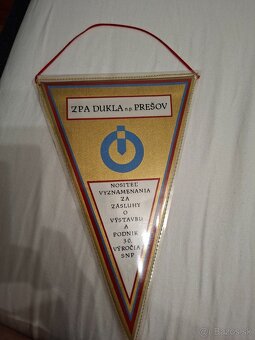 ZPA DUKLA n.p. PREŠOV
NOSITEĽ
VYZNAMENANIA
ZA
ZÁSLUHY
O
VÝSTAVBU
A
PODNIK
30.
VÝROČIA
SNP